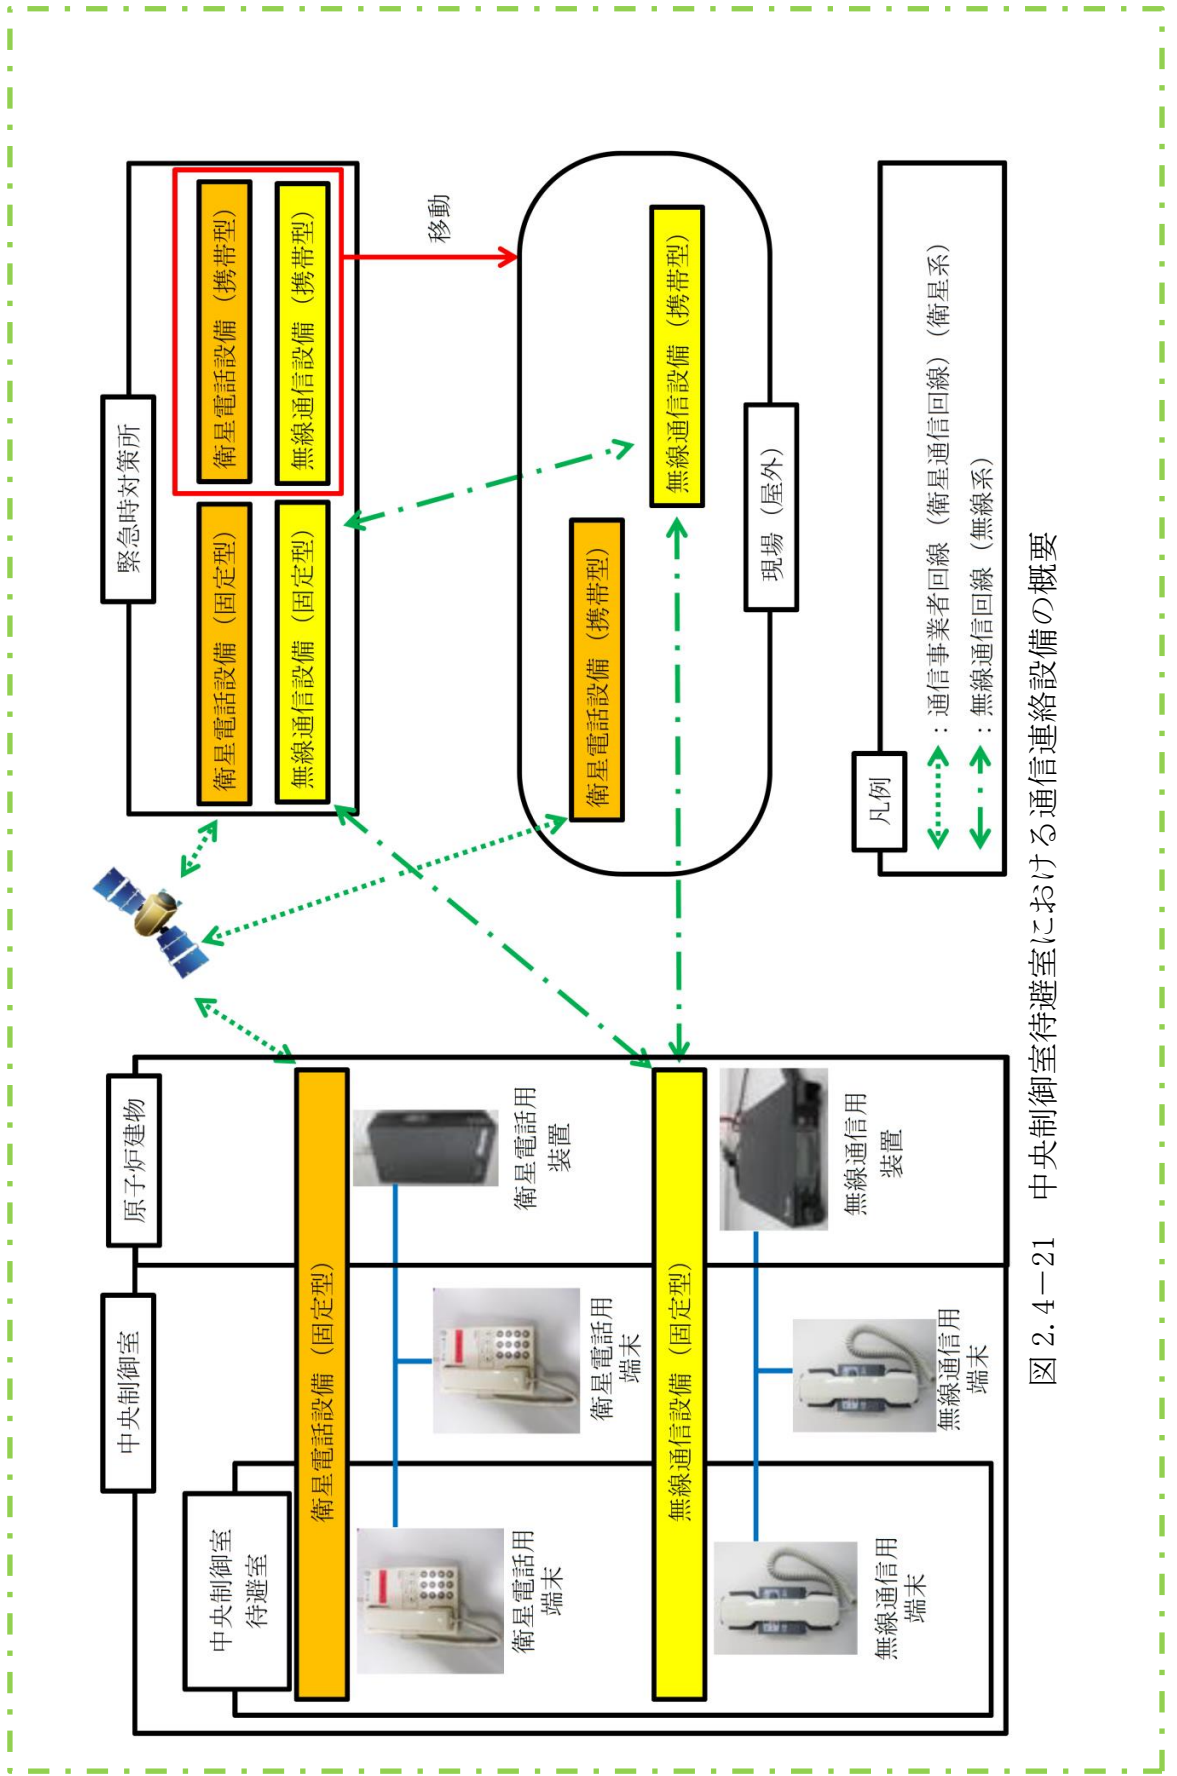 中央制御室
原子炉建物
中央制御室
待避室
衛星電話設備（固定型）
衛星電話用
端末
衛星電話用
端末
衛星電話用
装置
無線通信設備（固定型）
無線通信用
端末
無線通信用
端末
無線通信用
装置
緊急時対策所
衛星電話設備（固定型）
衛星電話設備（携帯型）
無線通信設備（固定型）
無線通信設備（携帯型）
移動
衛星電話設備（携帯型）
無線通信設備（携帯型）
現場（屋外）
凡例
：通信事業者回線（衛星通信回線）（衛星系）
：無線通信回線（無線系）
図 2.4－21　中央制御室待避室における通信連絡設備の概要